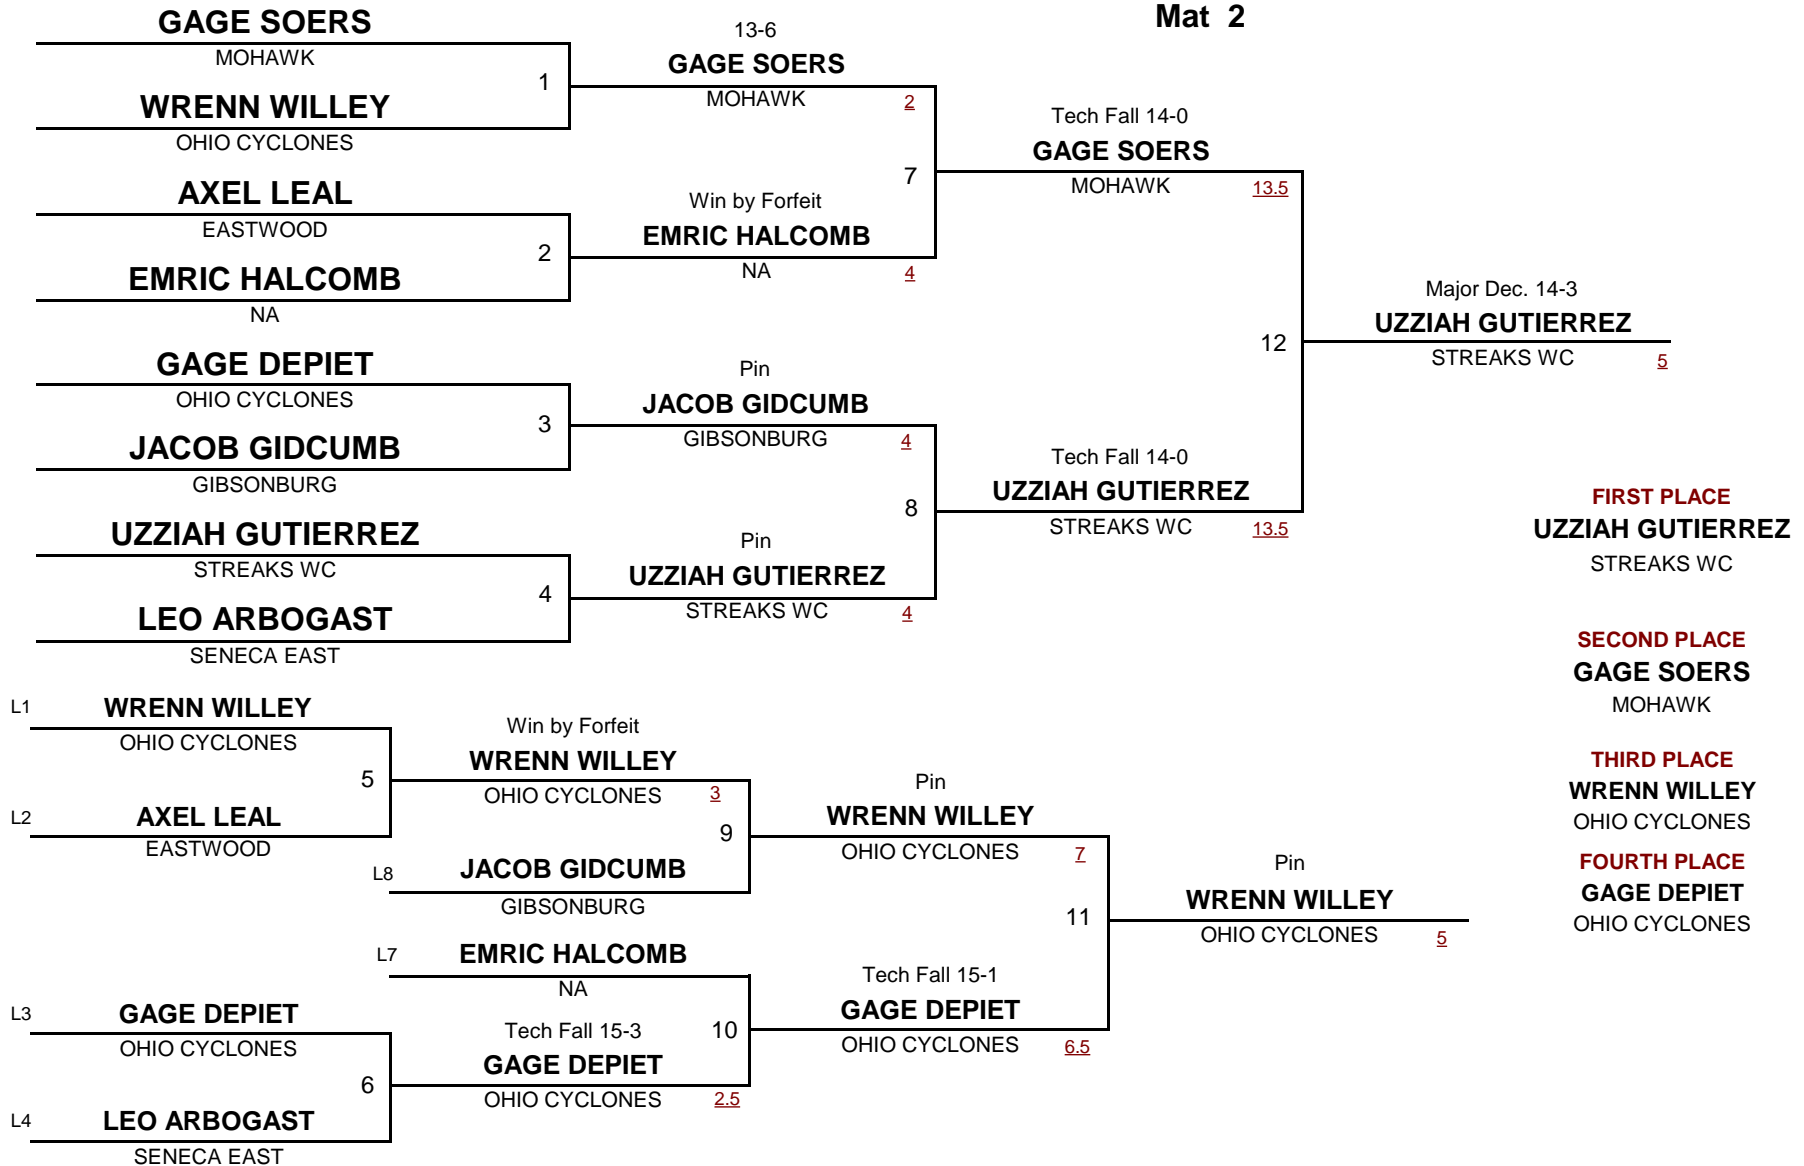 Mat 2
GAGE SOERS
MOHAWK
1
WRENN WILLEY
OHIO CYCLONES
AXEL LEAL
EASTWOOD
2
EMRIC HALCOMB
NA
GAGE DEPIET
OHIO CYCLONES
3
JACOB GIDCUMB
GIBSONBURG
UZZIAH GUTIERREZ
STREAKS WC
4
LEO ARBOGAST
SENECA EAST
13-6
GAGE SOERS
MOHAWK 2
7
Win by Forfeit
EMRIC HALCOMB
NA 4
Pin
JACOB GIDCUMB
GIBSONBURG 4
8
Pin
UZZIAH GUTIERREZ
STREAKS WC 4
Tech Fall 14-0
GAGE SOERS
MOHAWK 13.5
12
Tech Fall 14-0
UZZIAH GUTIERREZ
STREAKS WC 13.5
Major Dec. 14-3
UZZIAH GUTIERREZ
STREAKS WC 5
FIRST PLACE
UZZIAH GUTIERREZ
STREAKS WC
SECOND PLACE
GAGE SOERS
MOHAWK
THIRD PLACE
WRENN WILLEY
OHIO CYCLONES
FOURTH PLACE
GAGE DEPIET
OHIO CYCLONES
L1 WRENN WILLEY
OHIO CYCLONES
5
L2 AXEL LEAL
EASTWOOD
L3 GAGE DEPIET
OHIO CYCLONES
6
L4 LEO ARBOGAST
SENECA EAST
Win by Forfeit
WRENN WILLEY
OHIO CYCLONES 3
9
L8 JACOB GIDCUMB
GIBSONBURG
L7 EMRIC HALCOMB
NA
Tech Fall 15-3 10
GAGE DEPIET
OHIO CYCLONES 2.5
Pin
WRENN WILLEY
OHIO CYCLONES 7
11
Tech Fall 15-1
GAGE DEPIET
OHIO CYCLONES 6.5
Pin
WRENN WILLEY
OHIO CYCLONES 5